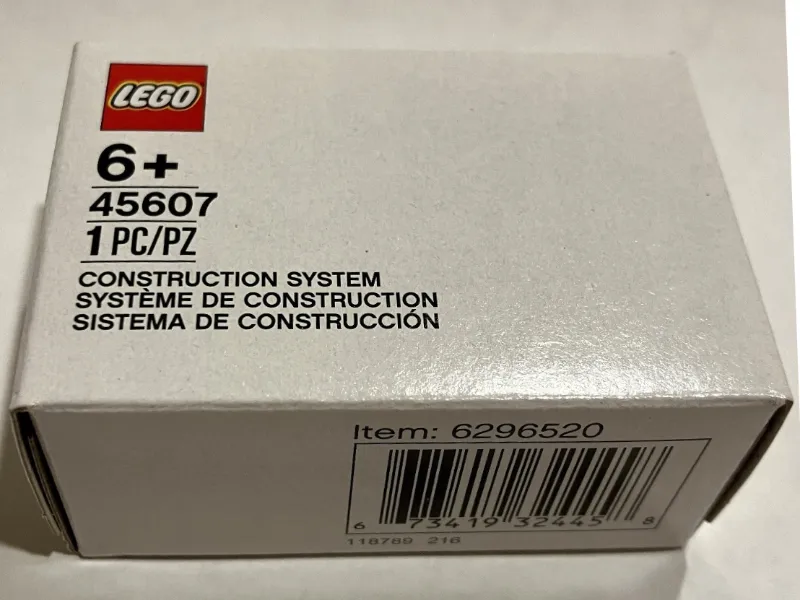 LEGO
6+
45607
1 PC/PZ
CONSTRUCTION SYSTEM
SYSTÈME DE CONSTRUCTION
SISTEMA DE CONSTRUCCIÓN
Item: 6296520
6 73419 32445 8
118789 216